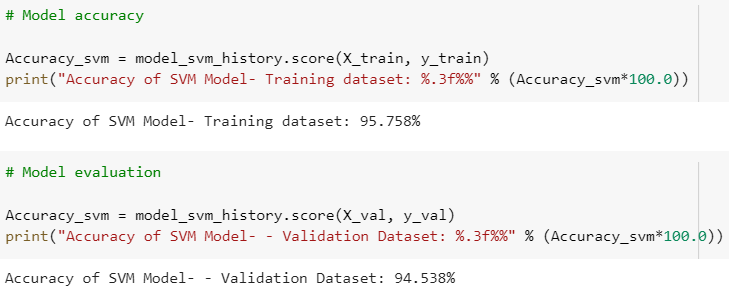 # Model accuracy
Accuracy_svm = model_svm_history.score(X_train, y_train)
print("Accuracy of SVM Model- Training dataset: %.3f%%" % (Accuracy_svm*100.0))
Accuracy of SVM Model- Training dataset: 95.758%
# Model evaluation
Accuracy_svm = model_svm_history.score(X_val, y_val)
print("Accuracy of SVM Model- - Validation Dataset: %.3f%%" % (Accuracy_svm*100.0))
Accuracy of SVM Model- - Validation Dataset: 94.538%